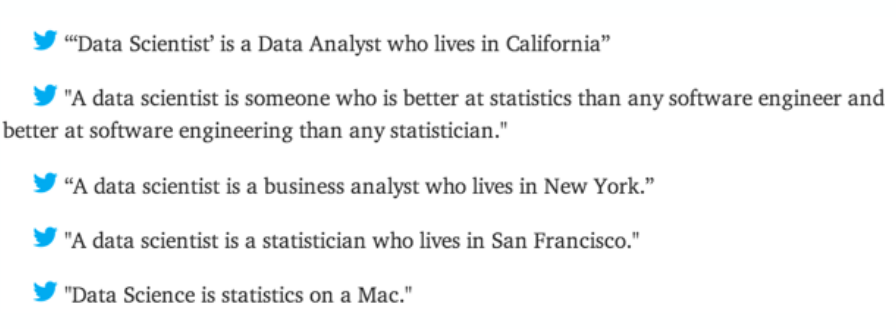 “‘Data Scientist’ is a Data Analyst who lives in California”
"A data scientist is someone who is better at statistics than any software engineer and
better at software engineering than any statistician."
“A data scientist is a business analyst who lives in New York.”
"A data scientist is a statistician who lives in San Francisco."
"Data Science is statistics on a Mac."